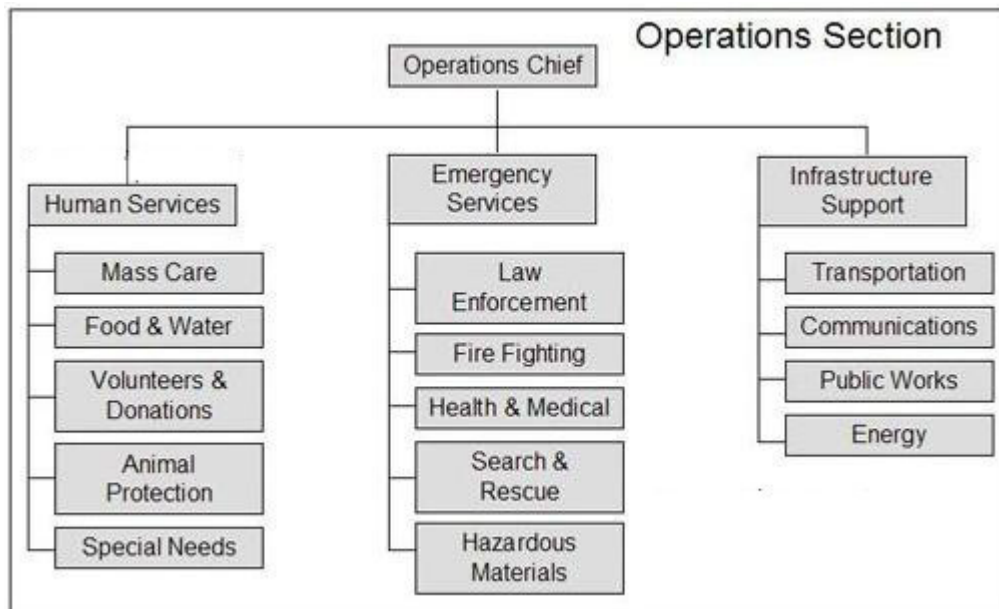 Operations Section
Operations Chief
Human Services
Mass Care
Food & Water
Volunteers &
Donations
Animal
Protection
Special Needs
Emergency
Services
Law
Enforcement
Fire Fighting
Health & Medical
Search &
Rescue
Hazardous
Materials
Infrastructure
Support
Transportation
Communications
Public Works
Energy